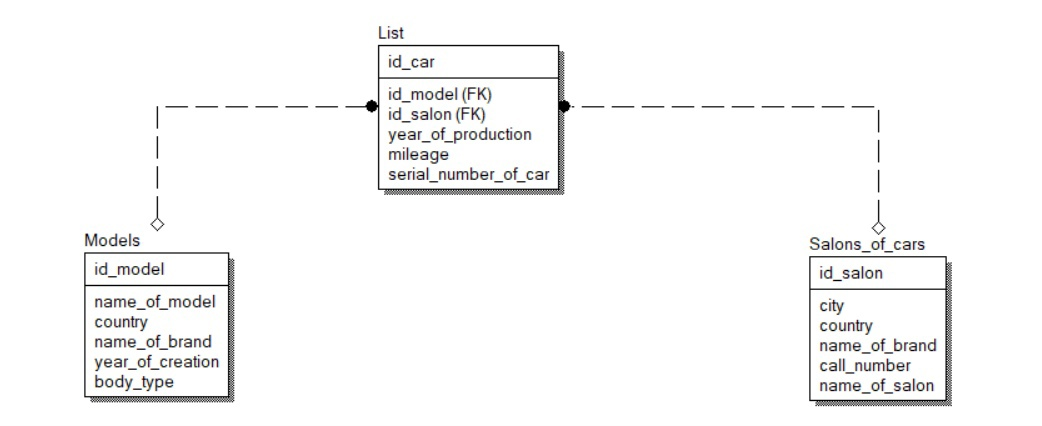 List
id_car
id_model (FK)
id_salon (FK)
year_of_production
mileage
serial_number_of_car
Models
id_model
name_of_model
country
name_of_brand
year_of_creation
body_type
Salons_of_cars
id_salon
city
country
name_of_brand
call_number
name_of_salon